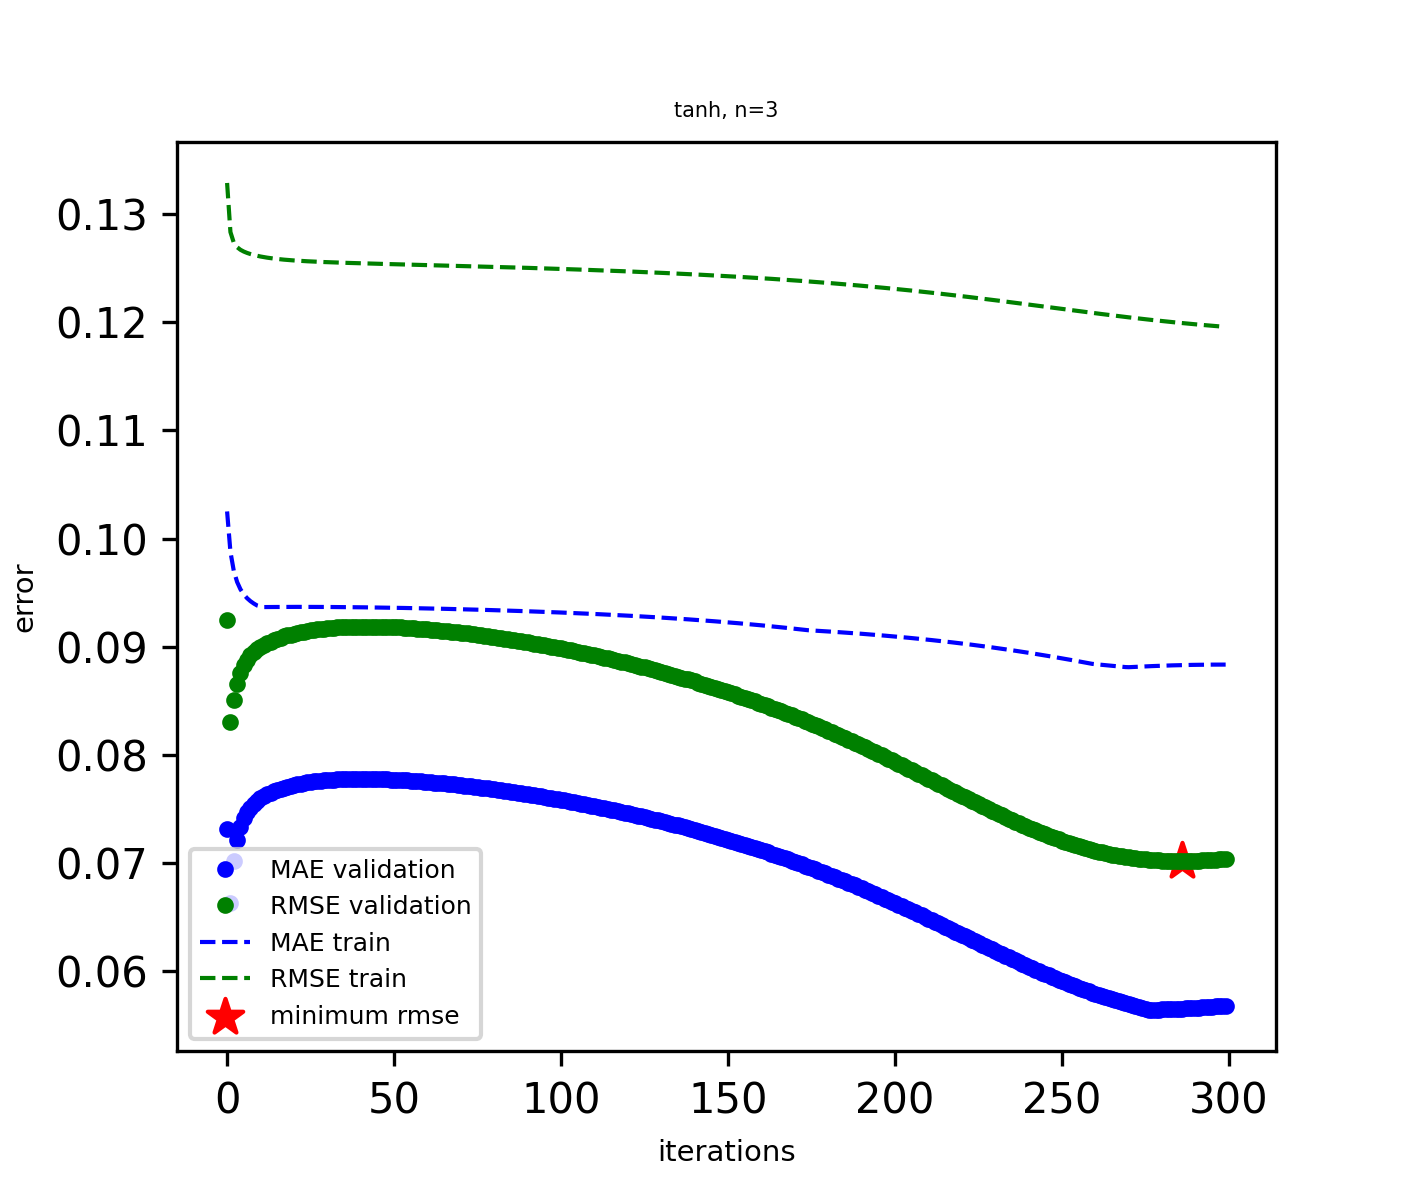 tanh, n=3
error
0.13
0.12
0.11
0.10
0.09
0.08
0.07
0.06
MAE validation
RMSE validation
MAE train
RMSE train
minimum rmse
0 50 100 150 200 250 300
iterations